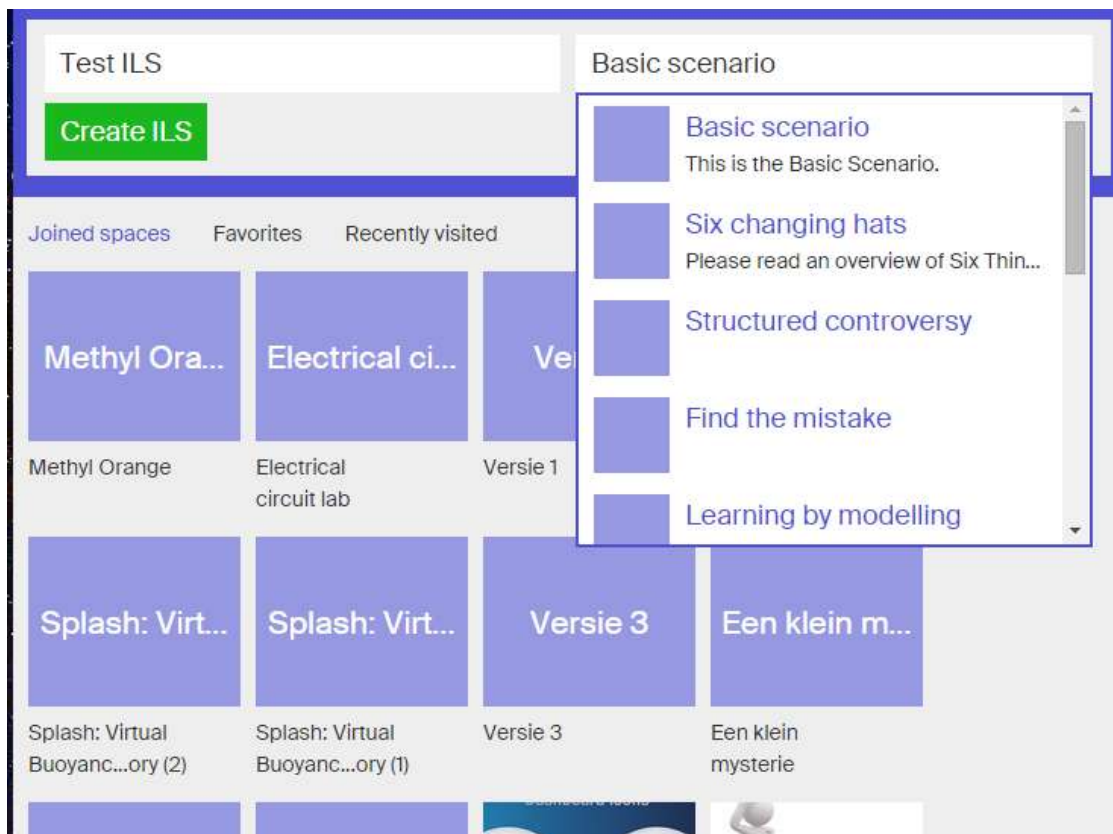 Test ILS
Basic scenario
Create ILS
Basic scenario
This is the Basic Scenario.
Six changing hats
Please read an overview of Six Thin...
Structured controversy
Find the mistake
Learning by modelling
Joined spaces Favorites Recently visited
Methyl Ora... Electrical ci... Ve
Methyl Orange Electrical Versie 1
circuit lab
Splash: Virt... Splash: Virt... Versie 3 Een klein m...
Splash: Virtual Splash: Virtual Versie 3 Een klein
Buoyanc...ory (2) Buoyanc...ory (1) mysterie